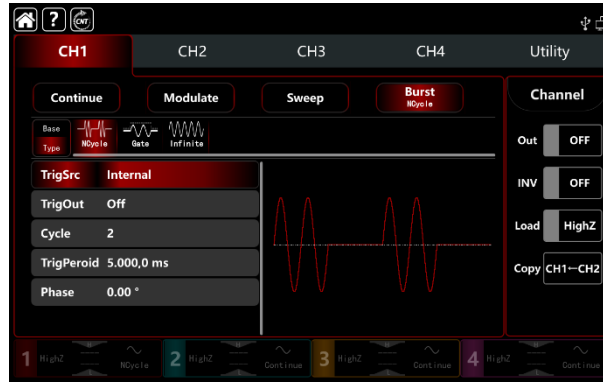 ? CNT
CH1 CH2 CH3 CH4 Utility
Continue Modulate Sweep Burst
NCycle
Channel
Base
Type
NCycle Gate Infinite
TrigSrc Internal
TrigOut Off
Cycle 2
TrigPeroid 5.000,0 ms
Phase 0.00 °
Out OFF
INV OFF
Load HighZ
Copy CH1←CH2
1 HighZ NCycle 2 HighZ Continue 3 HighZ Continue 4 HighZ Continue